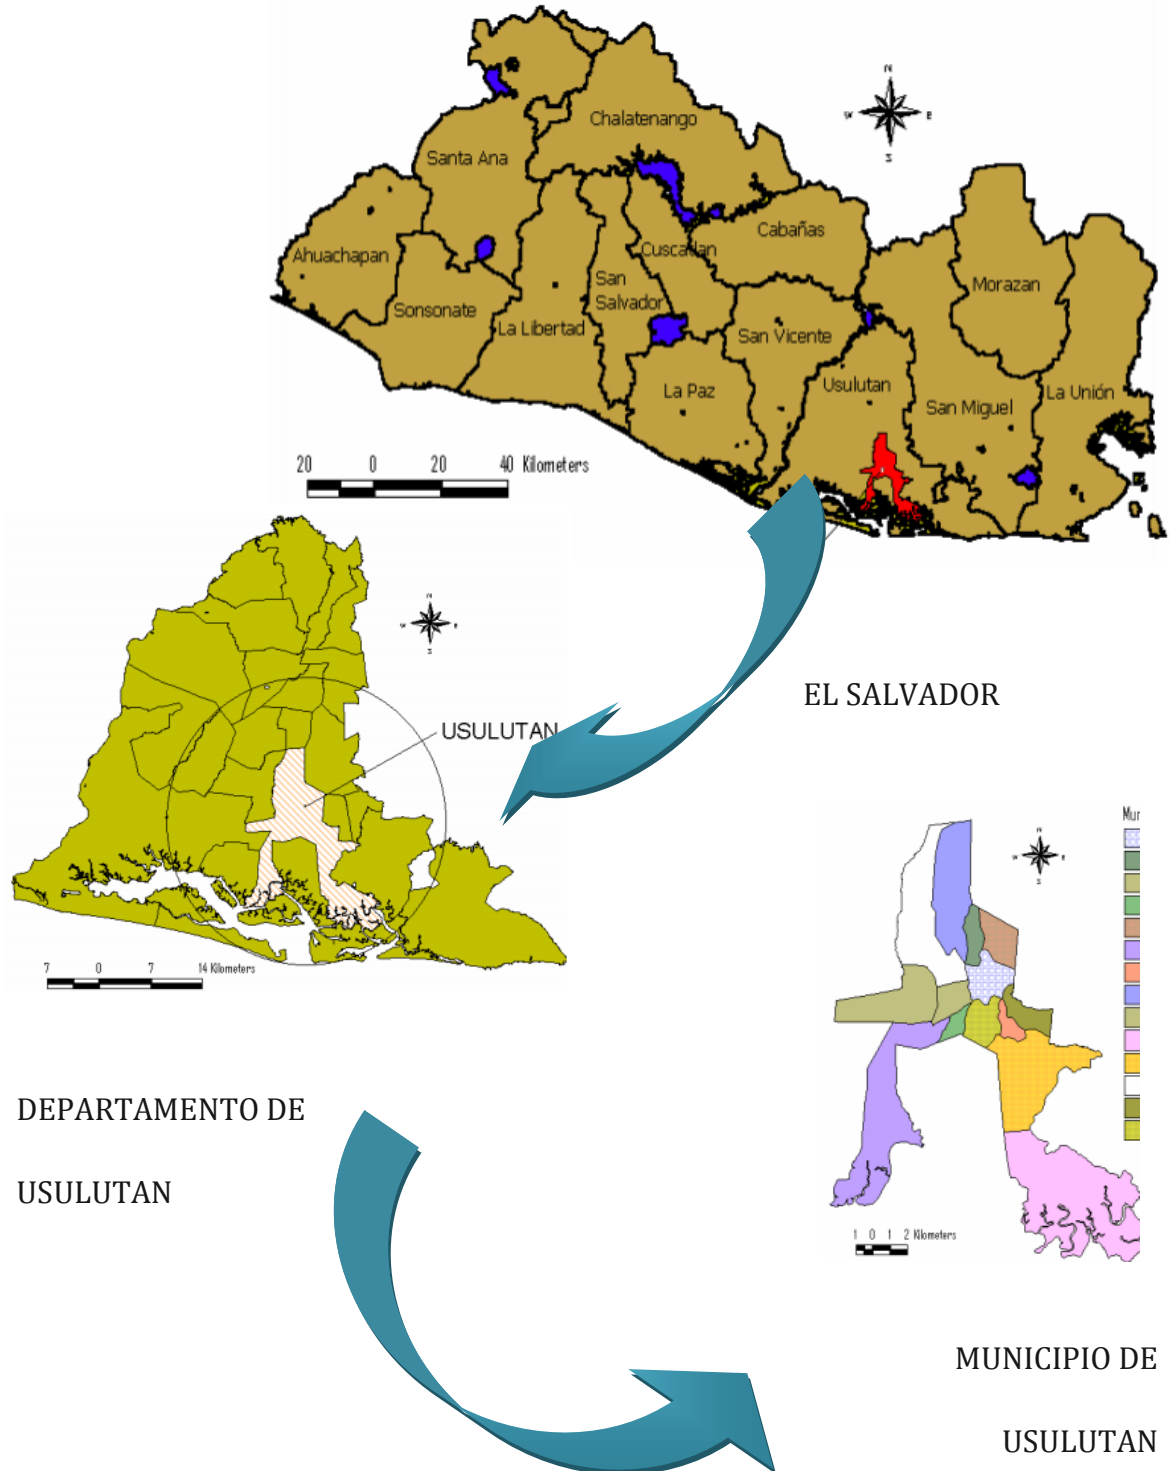 N
W E
S
Chalatenango
Santa Ana
Cabañas
Ahuachapan
Cuscatlan
San
Salvador
Morazan
Sonsonate
La Libertad
San Vicente
La Paz
Usulutan
San Miguel
La Unión
20 0 20 40 Kilometers
N
W E
S
EL SALVADOR
USULUTAN
7 0 7 14 Kilometers
Mur
N
W E
S
DEPARTAMENTO DE
USULUTAN
1 0 1 2 Kilometers
MUNICIPIO DE
USULUTAN